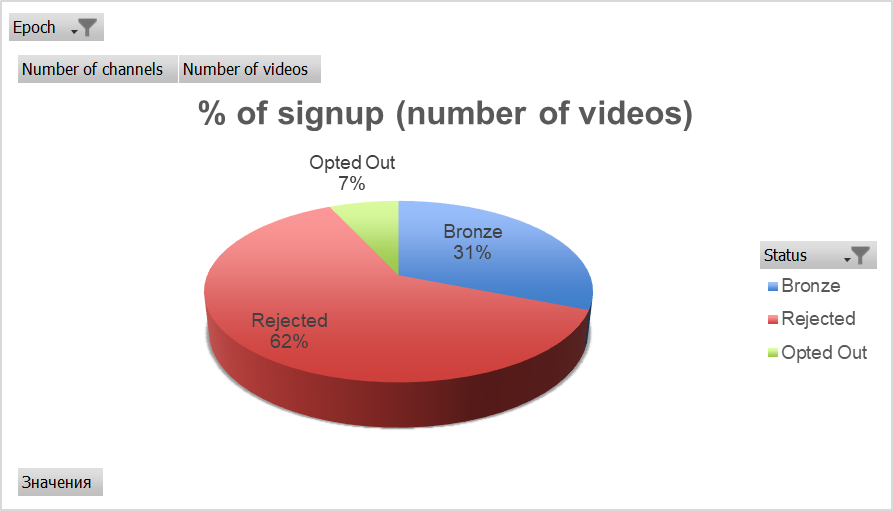 Epoch
Number of channels
Number of videos
% of signup (number of videos)
Opted Out
7%
Bronze
31%
Rejected
62%
Status
Bronze
Rejected
Opted Out
Значения